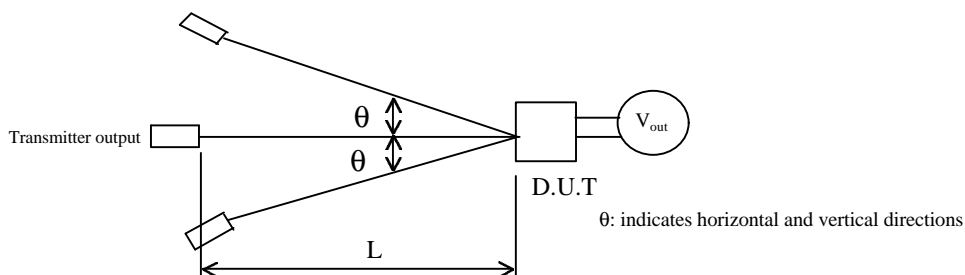 θ
Transmitter output
V_out
θ
D.U.T
θ: indicates horizontal and vertical directions
L